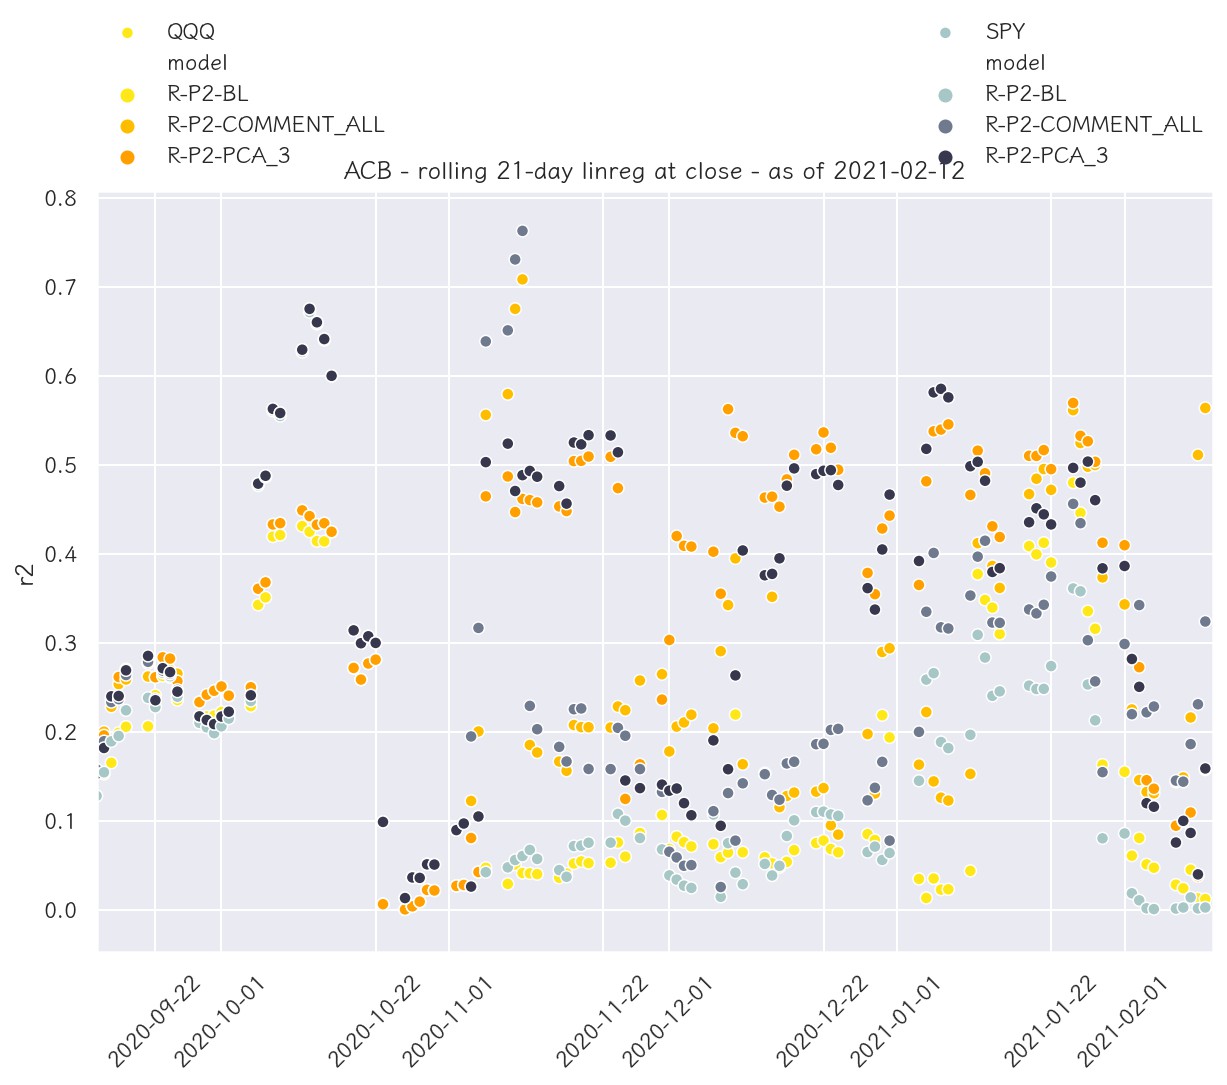 QQQ
model
R-P2-BL
R-P2-COMMENT_ALL
R-P2-PCA_3
SPY
model
R-P2-BL
R-P2-COMMENT_ALL
R-P2-PCA_3
ACB - rolling 21-day linreg at close - as of 2021-02-12
r2
0.8
0.7
0.6
0.5
0.4
0.3
0.2
0.1
0.0
2020-09-22
2020-10-01
2020-10-22
2020-11-01
2020-11-22
2020-12-01
2020-12-22
2021-01-01
2021-01-22
2021-02-01